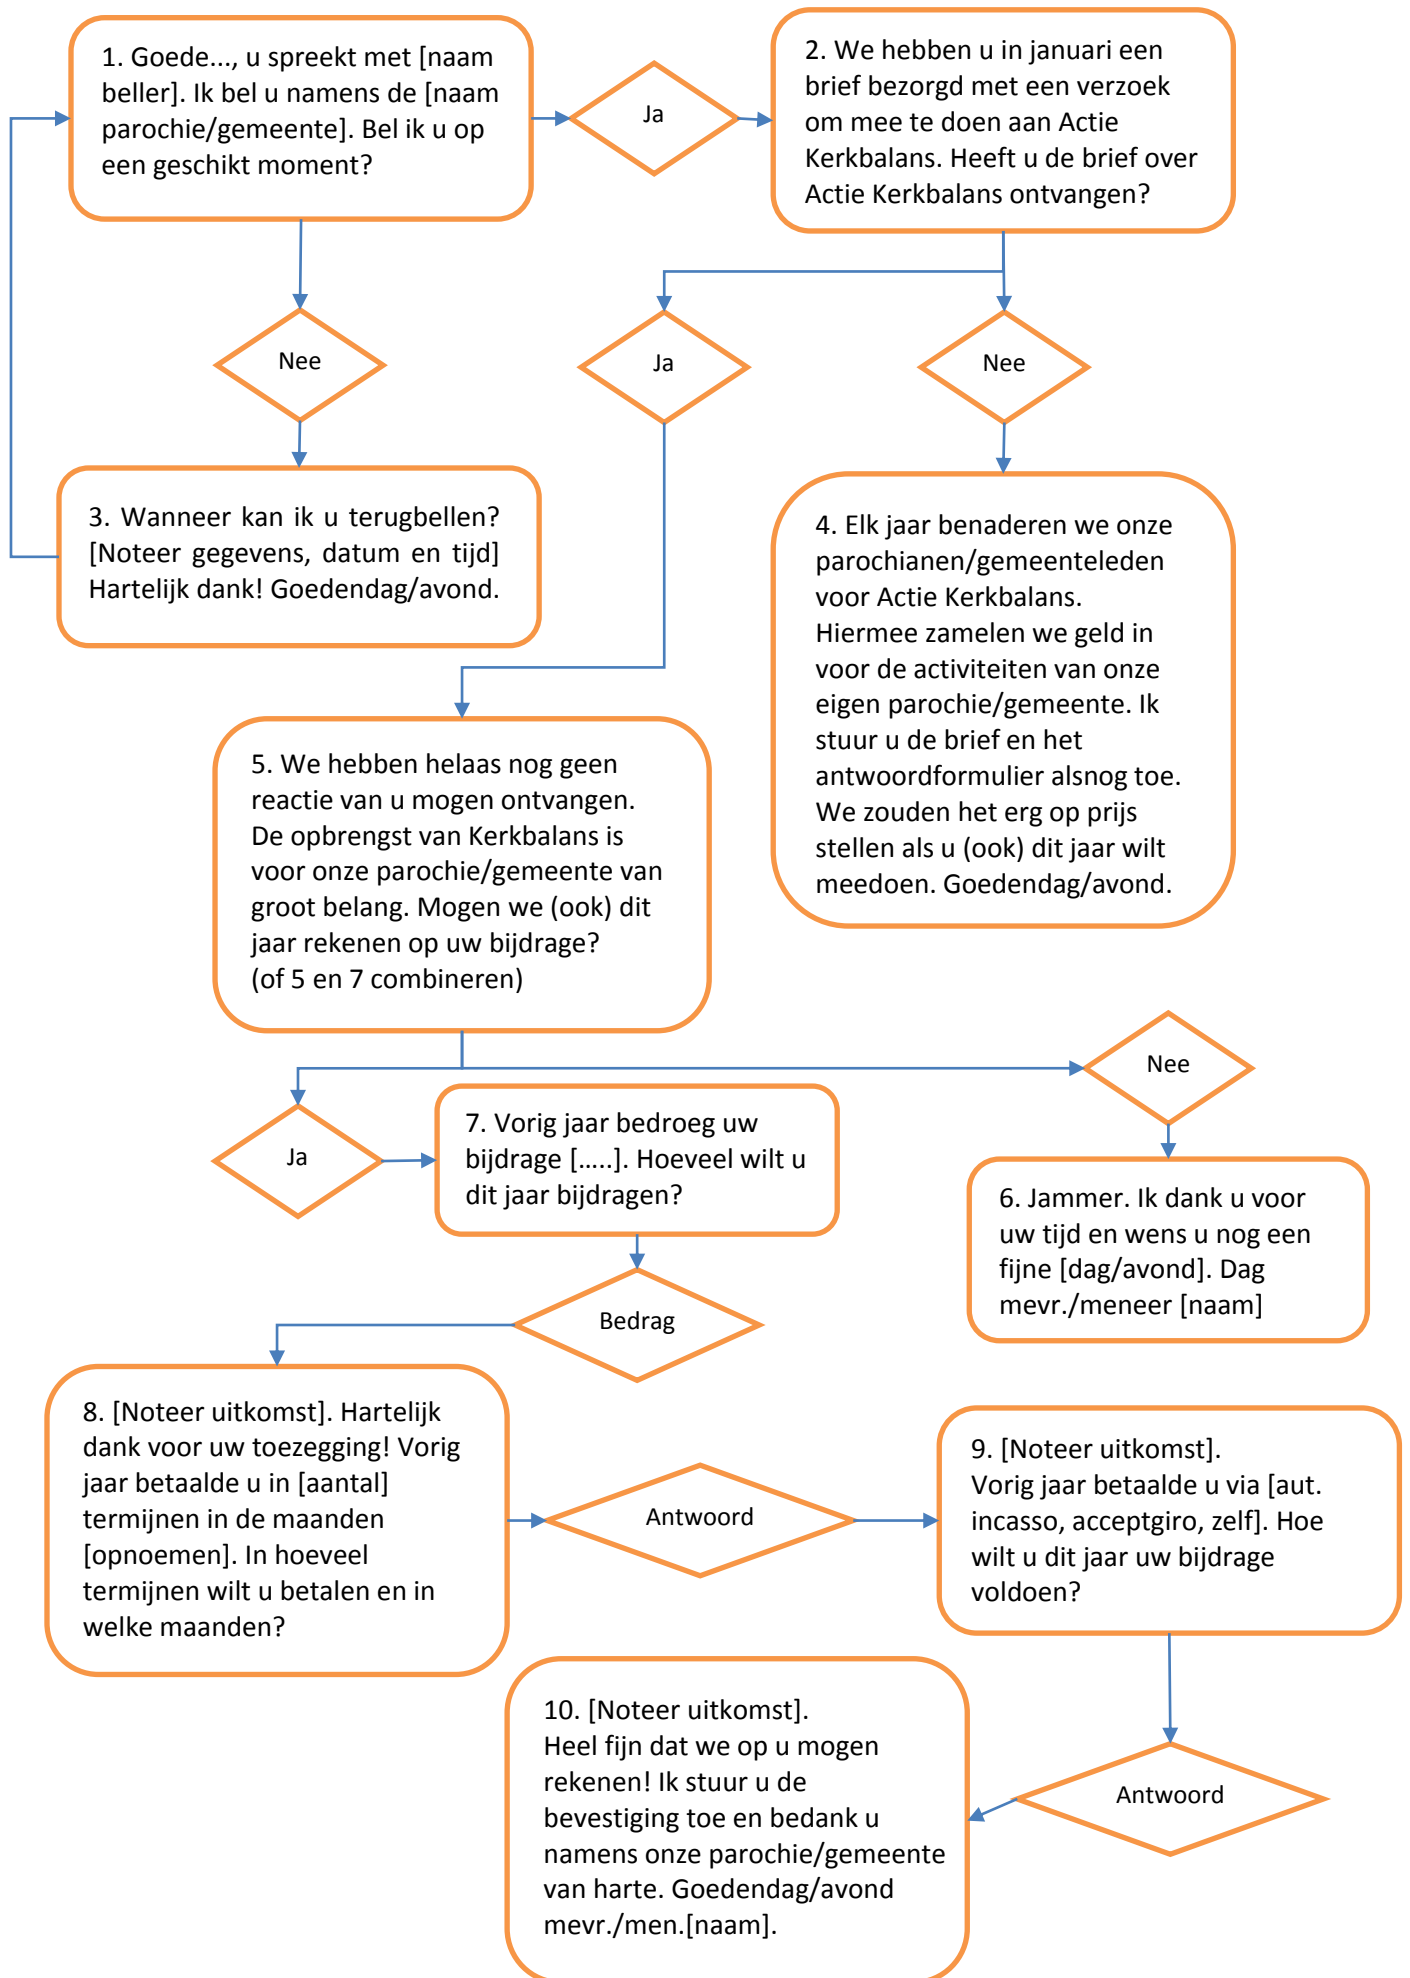 1. Goede..., u spreekt met [naam
beller]. Ik bel u namens de [naam
parochie/gemeente]. Bel ik u op
een geschikt moment?
Ja
2. We hebben u in januari een
brief bezorgd met een verzoek
om mee te doen aan Actie
Kerkbalans. Heeft u de brief over
Actie Kerkbalans ontvangen?
Nee
Ja
Nee
3. Wanneer kan ik u terugbellen?
[Noteer gegevens, datum en tijd]
Hartelijk dank! Goedendag/avond.
4. Elk jaar benaderen we onze
parochianen/gemeenteleden
voor Actie Kerkbalans.
Hiermee zamelen we geld in
voor de activiteiten van onze
eigen parochie/gemeente. Ik
stuur u de brief en het
antwoordformulier alsnog toe.
We zouden het erg op prijs
stellen als u (ook) dit jaar wilt
meedoen. Goedendag/avond.
5. We hebben helaas nog geen
reactie van u mogen ontvangen.
De opbrengst van Kerkbalans is
voor onze parochie/gemeente van
groot belang. Mogen we (ook) dit
jaar rekenen op uw bijdrage?
(of 5 en 7 combineren)
Nee
Ja
7. Vorig jaar bedroeg uw
bijdrage [.....]. Hoeveel wilt u
dit jaar bijdragen?
6. Jammer. Ik dank u voor
uw tijd en wens u nog een
fijne [dag/avond]. Dag
mevr./meneer [naam]
Bedrag
8. [Noteer uitkomst]. Hartelijk
dank voor uw toezegging! Vorig
jaar betaalde u in [aantal]
termijnen in de maanden
[opnoemen]. In hoeveel
termijnen wilt u betalen en in
welke maanden?
Antwoord
9. [Noteer uitkomst].
Vorig jaar betaalde u via [aut.
incasso, acceptgiro, zelf]. Hoe
wilt u dit jaar uw bijdrage
voldoen?
10. [Noteer uitkomst].
Heel fijn dat we op u mogen
rekenen! Ik stuur u de
bevestiging toe en bedank u
namens onze parochie/gemeente
van harte. Goedendag/avond
mevr./men.[naam].
Antwoord